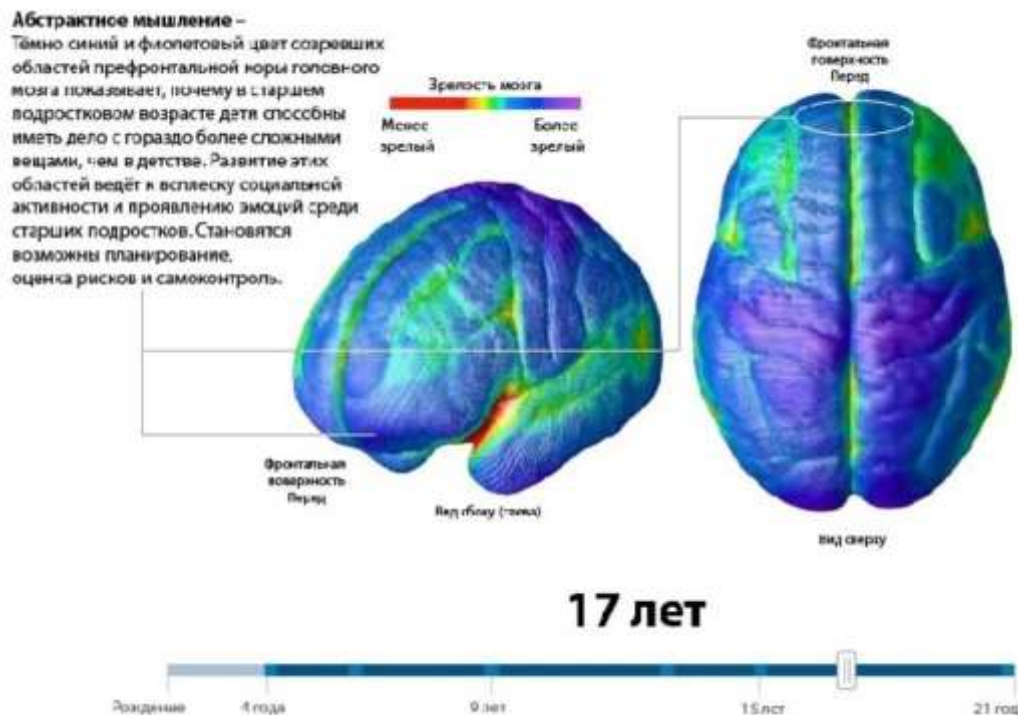 Абстрактное мышление –
Тёмно синий и фиолетовый цвет созревших
областей префронтальной коры головного
мозга показывает, почему в старшем
подростковом возрасте дети способны
иметь дело с гораздо более сложными
вещами, чем в детстве. Развитие этих
областей ведёт к всплеску социальной
активности и проявлению эмоций среди
старших подростков. Становятся
возможны планирование,
оценка рисков и самоконтроль.
Зрелость мозга
Менее
зрелый
Более
зрелый
Фронтальная
поверхность
Перед
Фронтальная
поверхность
Перед
Вид сбоку (слева)
Вид сверху
17 лет
Рождение
4 года
9 лет
15 лет
21 год